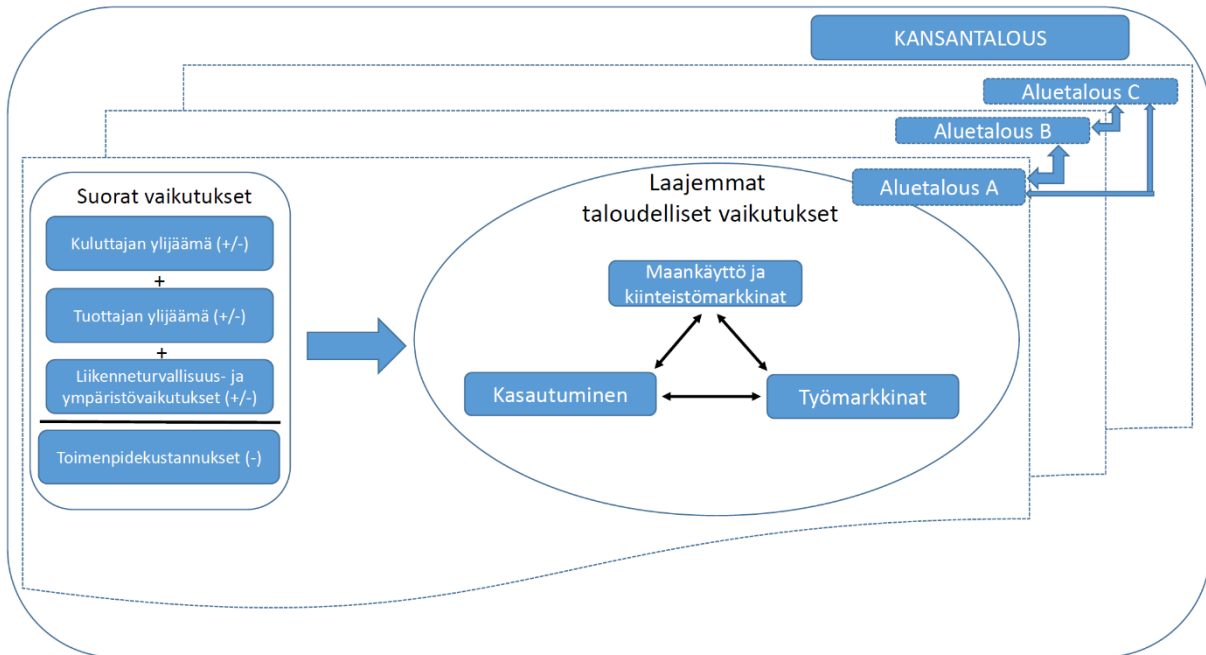 KANSANTALOUS
Aluetalous C
Aluetalous B
Aluetalous A
Suorat vaikutukset
Kuluttajan ylijäämä (+/-)
+
Tuottajan ylijäämä (+/-)
+
Liikenneturvallisuus- ja
ympäristövaikutukset (+/-)
Toimenpidekustannukset (-)
Laajemmat
taloudelliset vaikutukset
Maankäyttö ja
kiinteistömarkkinat
Kasautuminen
Työmarkkinat